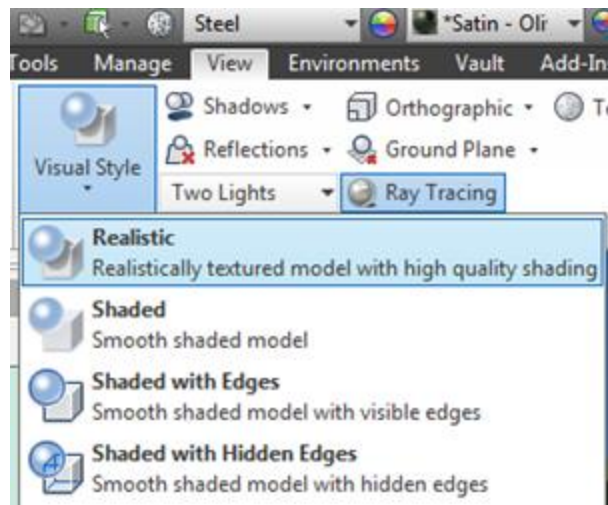 Steel *Satin - Oli
Tools Manage View Environments Vault Add-Ins
Shadows Orthographic
Reflections Ground Plane
Visual Style
Two Lights Ray Tracing
Realistic
Realistically textured model with high quality shading
Shaded
Smooth shaded model
Shaded with Edges
Smooth shaded model with visible edges
Shaded with Hidden Edges
Smooth shaded model with hidden edges